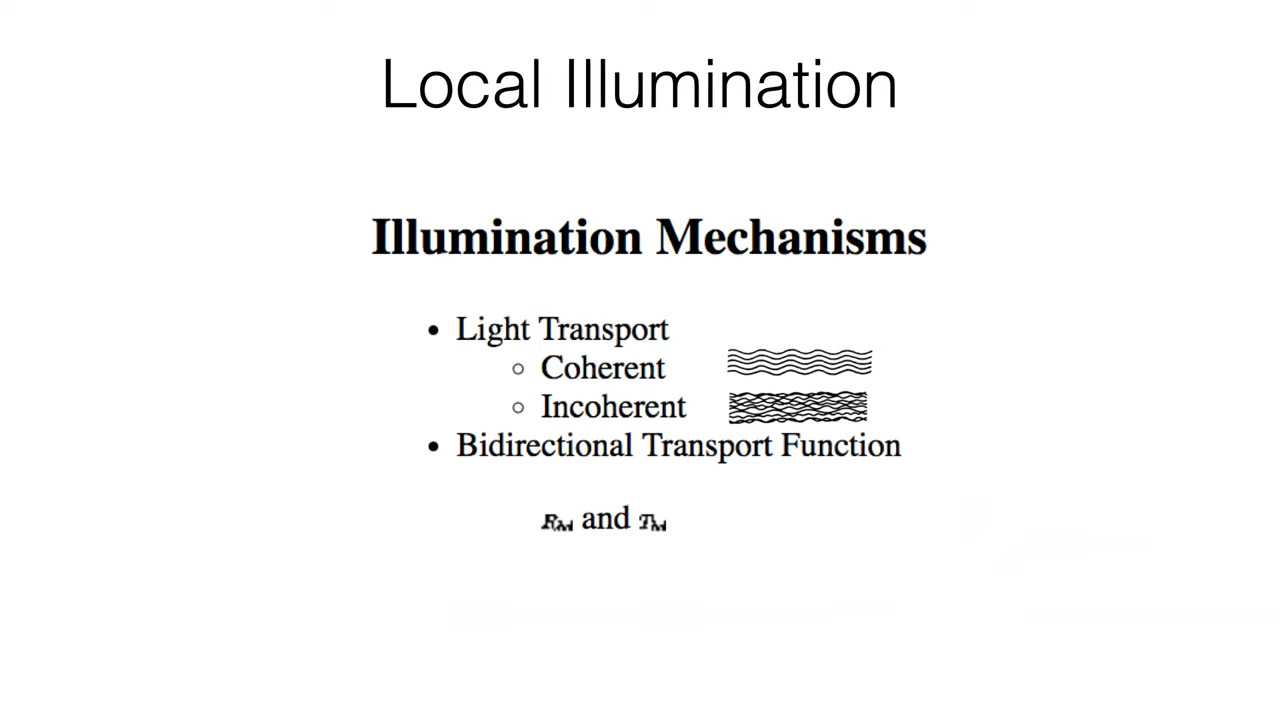 Local Illumination
Illumination Mechanisms
• Light Transport
○ Coherent
○ Incoherent
• Bidirectional Transport Function
and